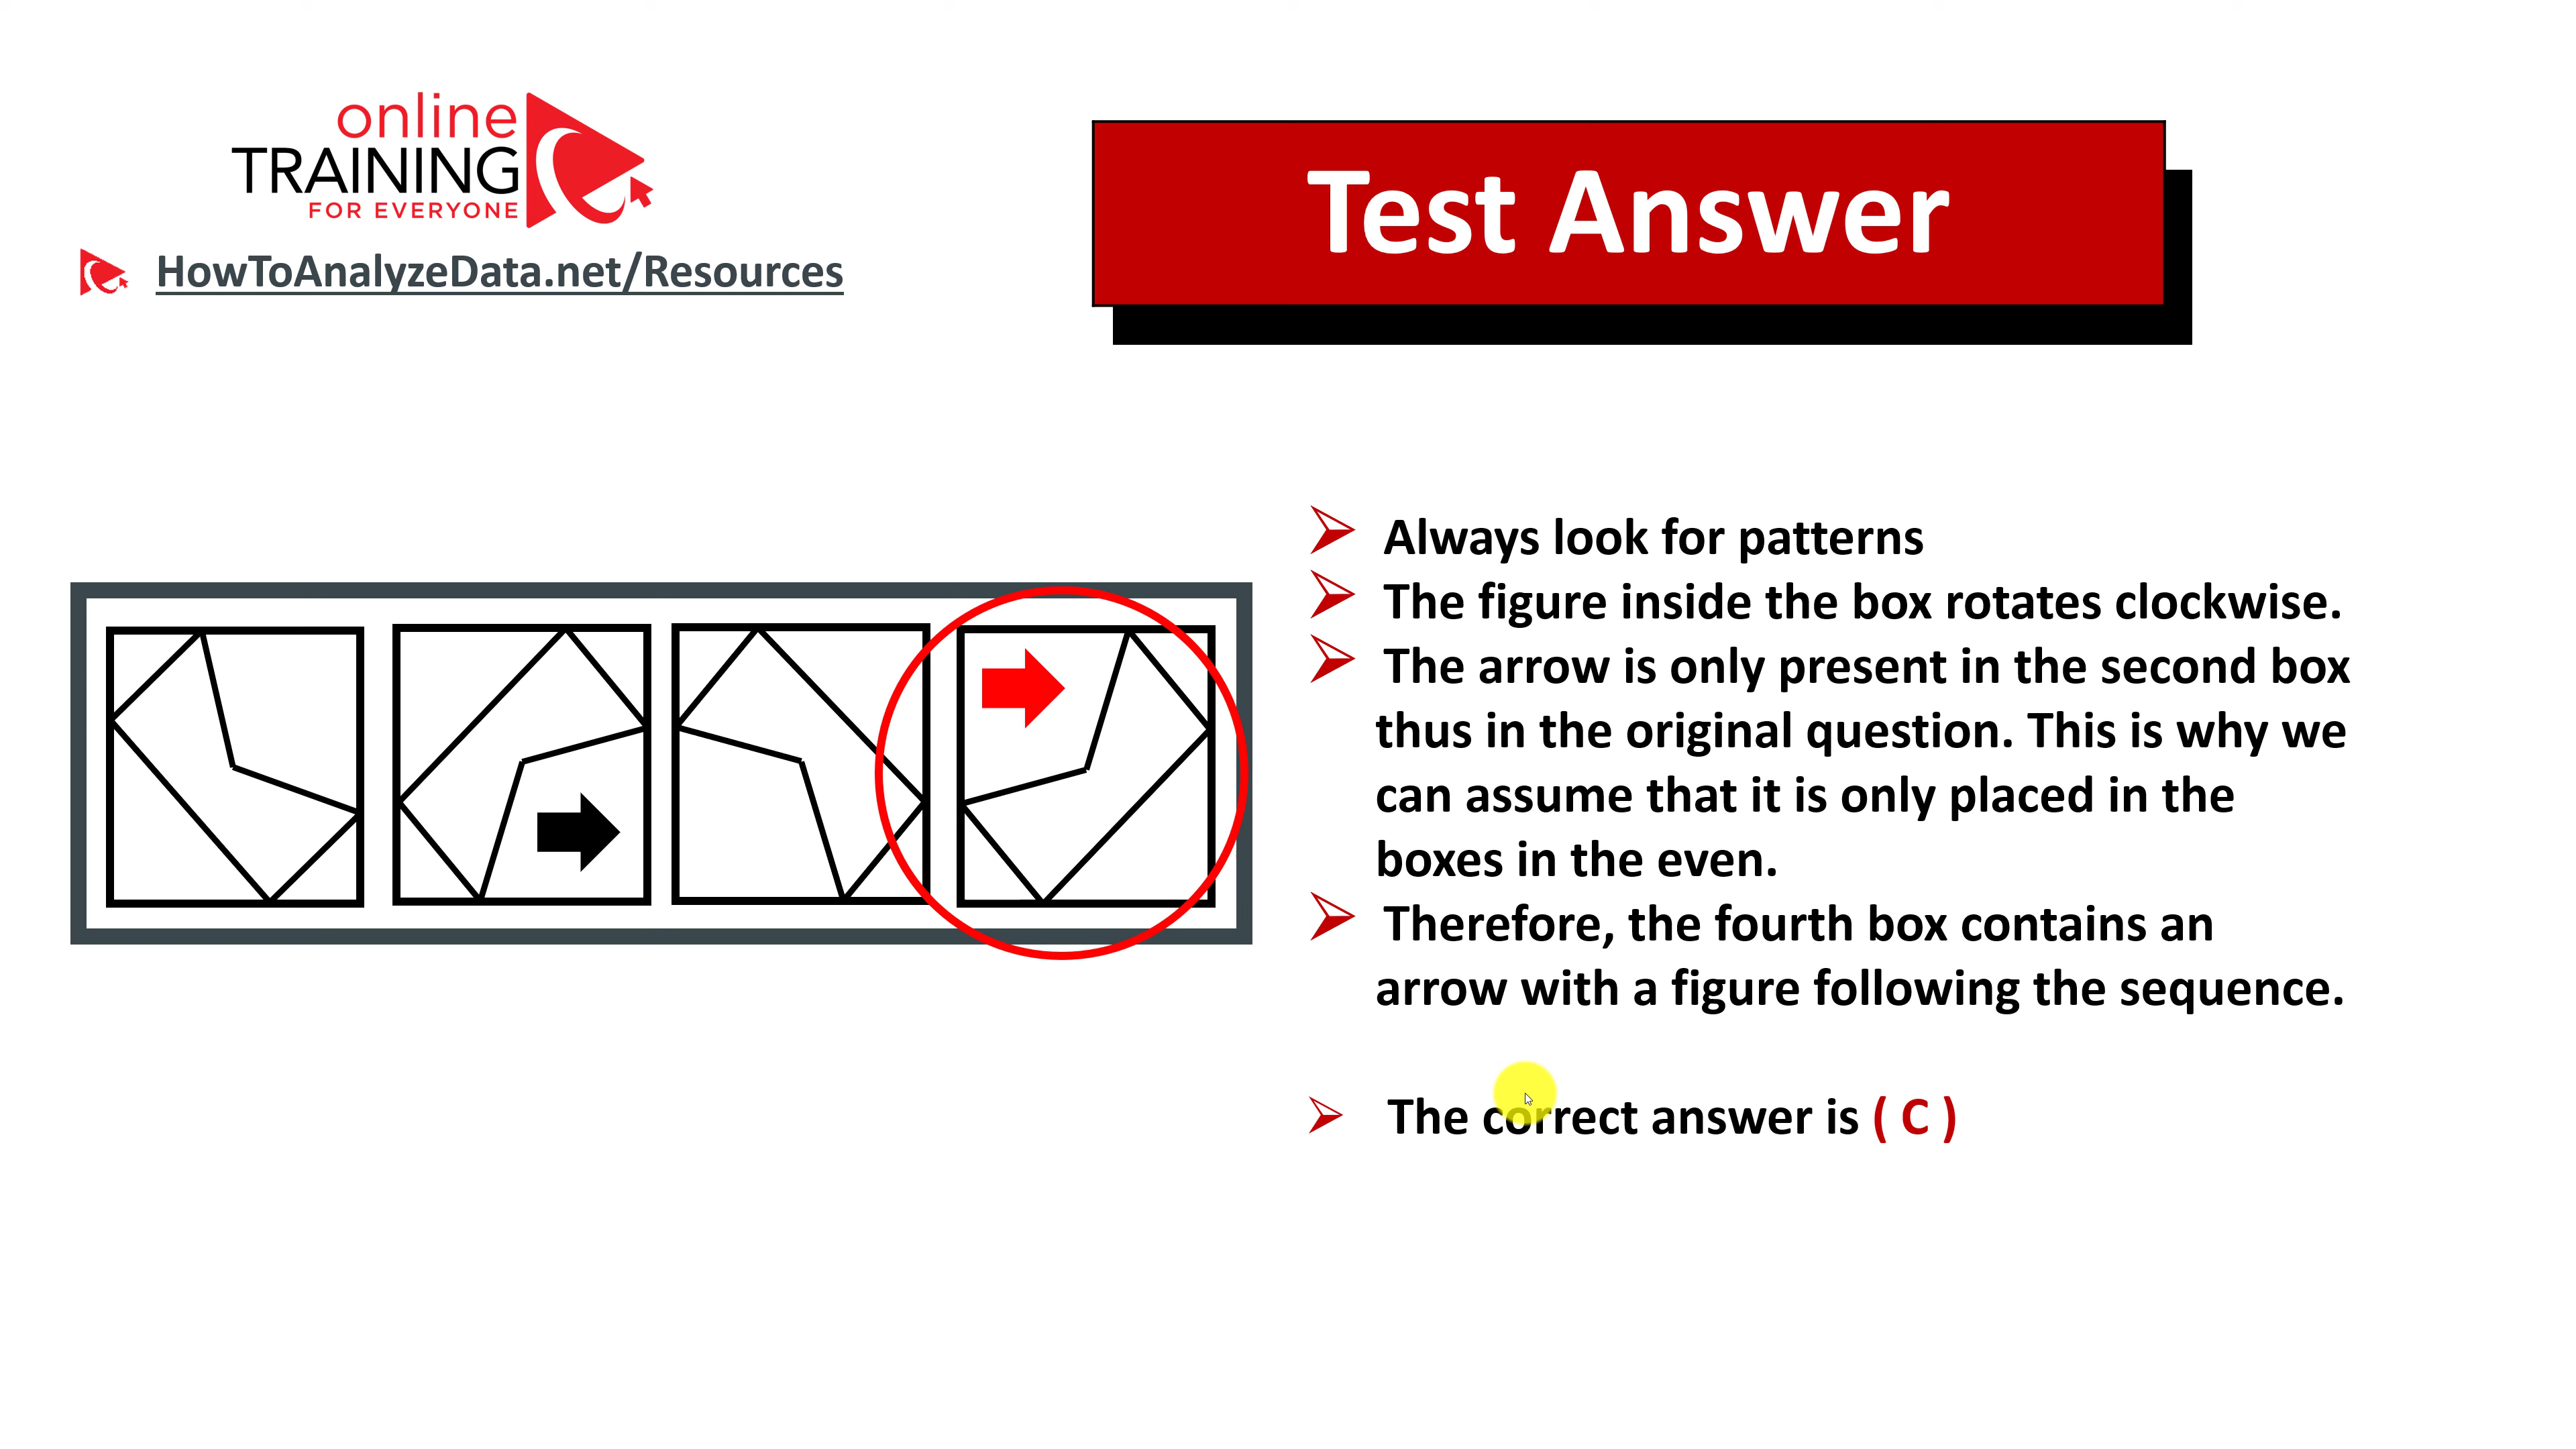 online
TRAINING
FOR EVERYONE
HowToAnalyzeData.net/Resources
Test Answer
Always look for patterns
The figure inside the box rotates clockwise.
The arrow is only present in the second box
thus in the original question. This is why we
can assume that it is only placed in the
boxes in the even.
Therefore, the fourth box contains an
arrow with a figure following the sequence.
The correct answer is ( C )